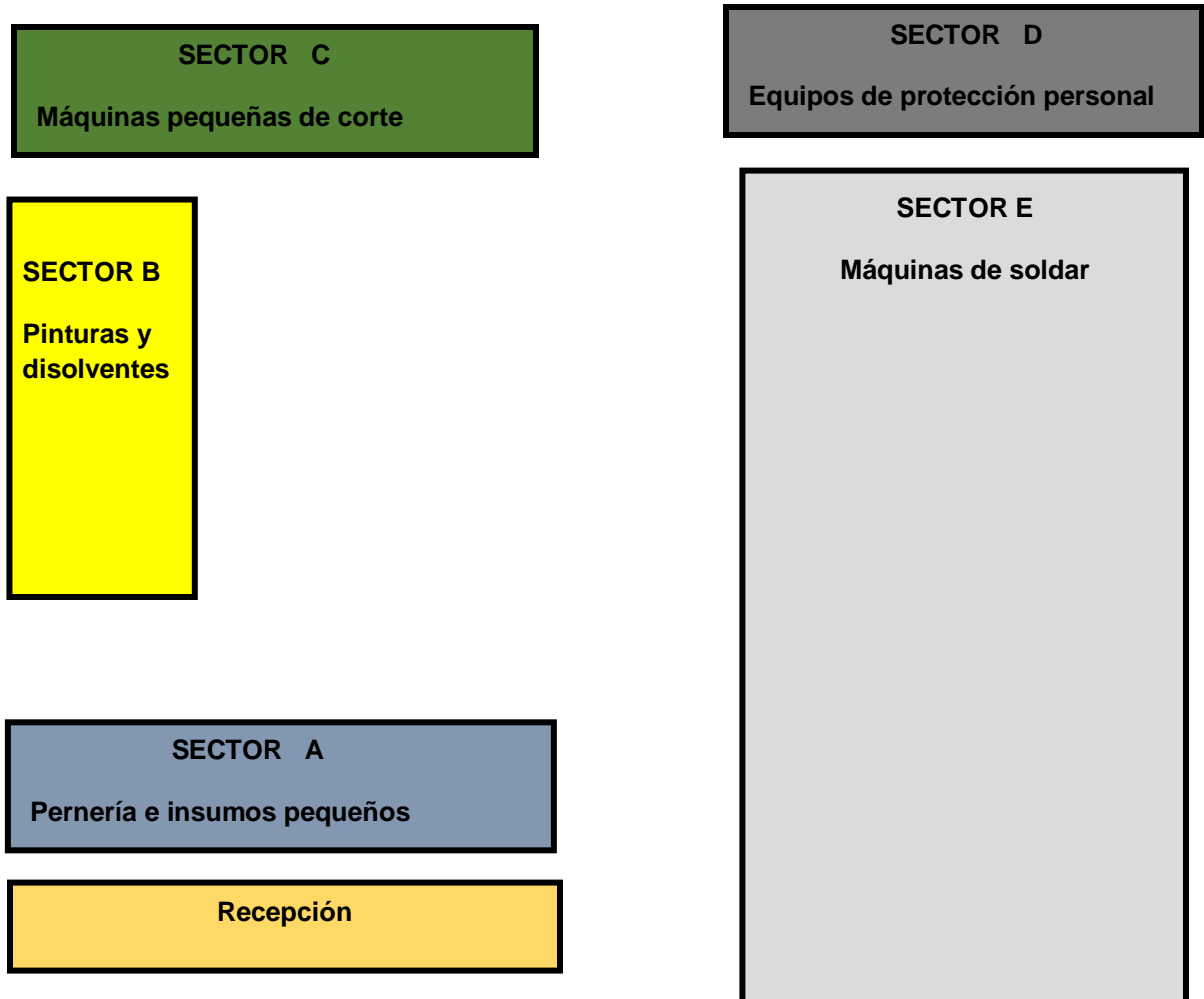 SECTOR C
Máquinas pequeñas de corte
SECTOR D
Equipos de protección personal
SECTOR B
Pinturas y
disolventes
SECTOR E
Máquinas de soldar
SECTOR A
Pernería e insumos pequeños
Recepción